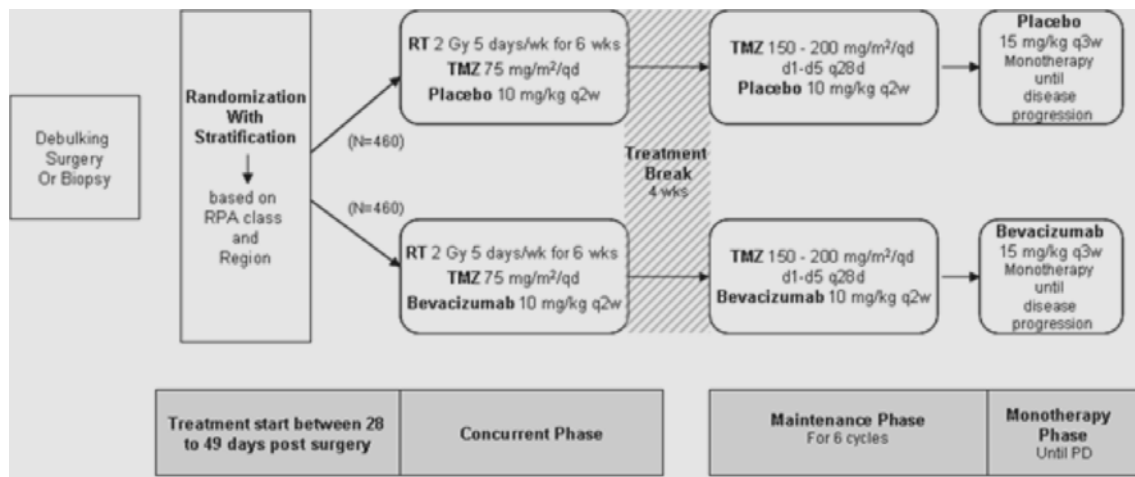 Debulking
Surgery
Or Biopsy
Randomization
With
Stratification
based on
RPA class
and
Region
(N=460)
(N=460)
RT 2 Gy 5 days/wk for 6 wks
TMZ 75 mg/m²/qd
Placebo 10 mg/kg q2w
RT 2 Gy 5 days/wk for 6 wks
TMZ 75 mg/m²/qd
Bevacizumab 10 mg/kg q2w
Treatment
Break
4 wks
TMZ 150 - 200 mg/m²/qd
d1-d5 q28d
Placebo 10 mg/kg q2w
TMZ 150 - 200 mg/m²/qd
d1-d5 q28d
Bevacizumab 10 mg/kg q2w
Placebo
15 mg/kg q3w
Monotherapy
until
disease
progression
Bevacizumab
15 mg/kg q3w
Monotherapy
until
disease
progression
Treatment start between 28
to 49 days post surgery
Concurrent Phase
Maintenance Phase
For 6 cycles
Monotherapy
Phase
Until PD